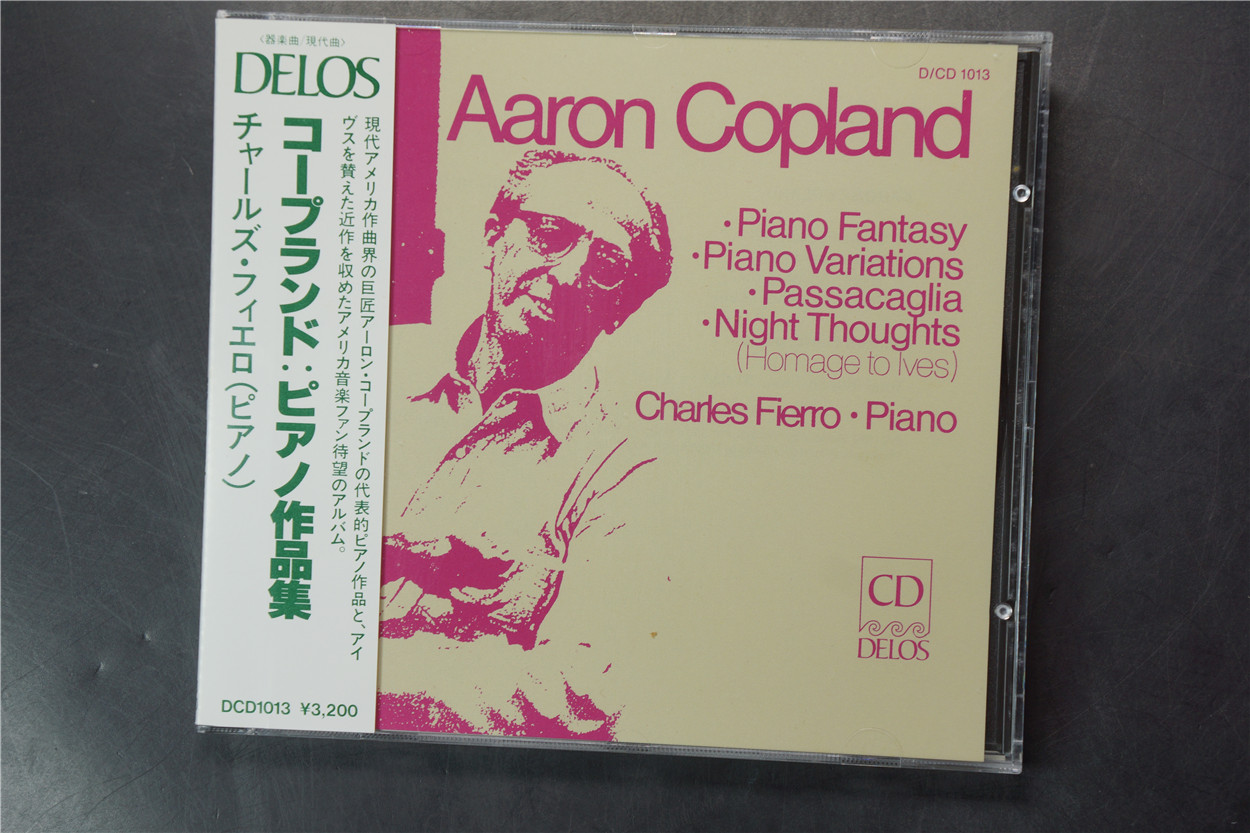 〈器楽曲/現代曲〉
DELOS
現代アメリカ作曲界の巨匠アーロン・コープランドの代表的ピアノ作品と、アイ
ヴスを賛えた近作を収めたアメリカ音楽ファン待望のアルバム。
コープランド:ピアノ作品集
チャールズ・フィエロ(ピアノ)
DCD1013 ¥3,200
D/CD 1013
Aaron Copland
·Piano Fantasy
·Piano Variations
·Passacaglia
·Night Thoughts
(Homage to Ives)
Charles Fierro · Piano
CD
DELOS